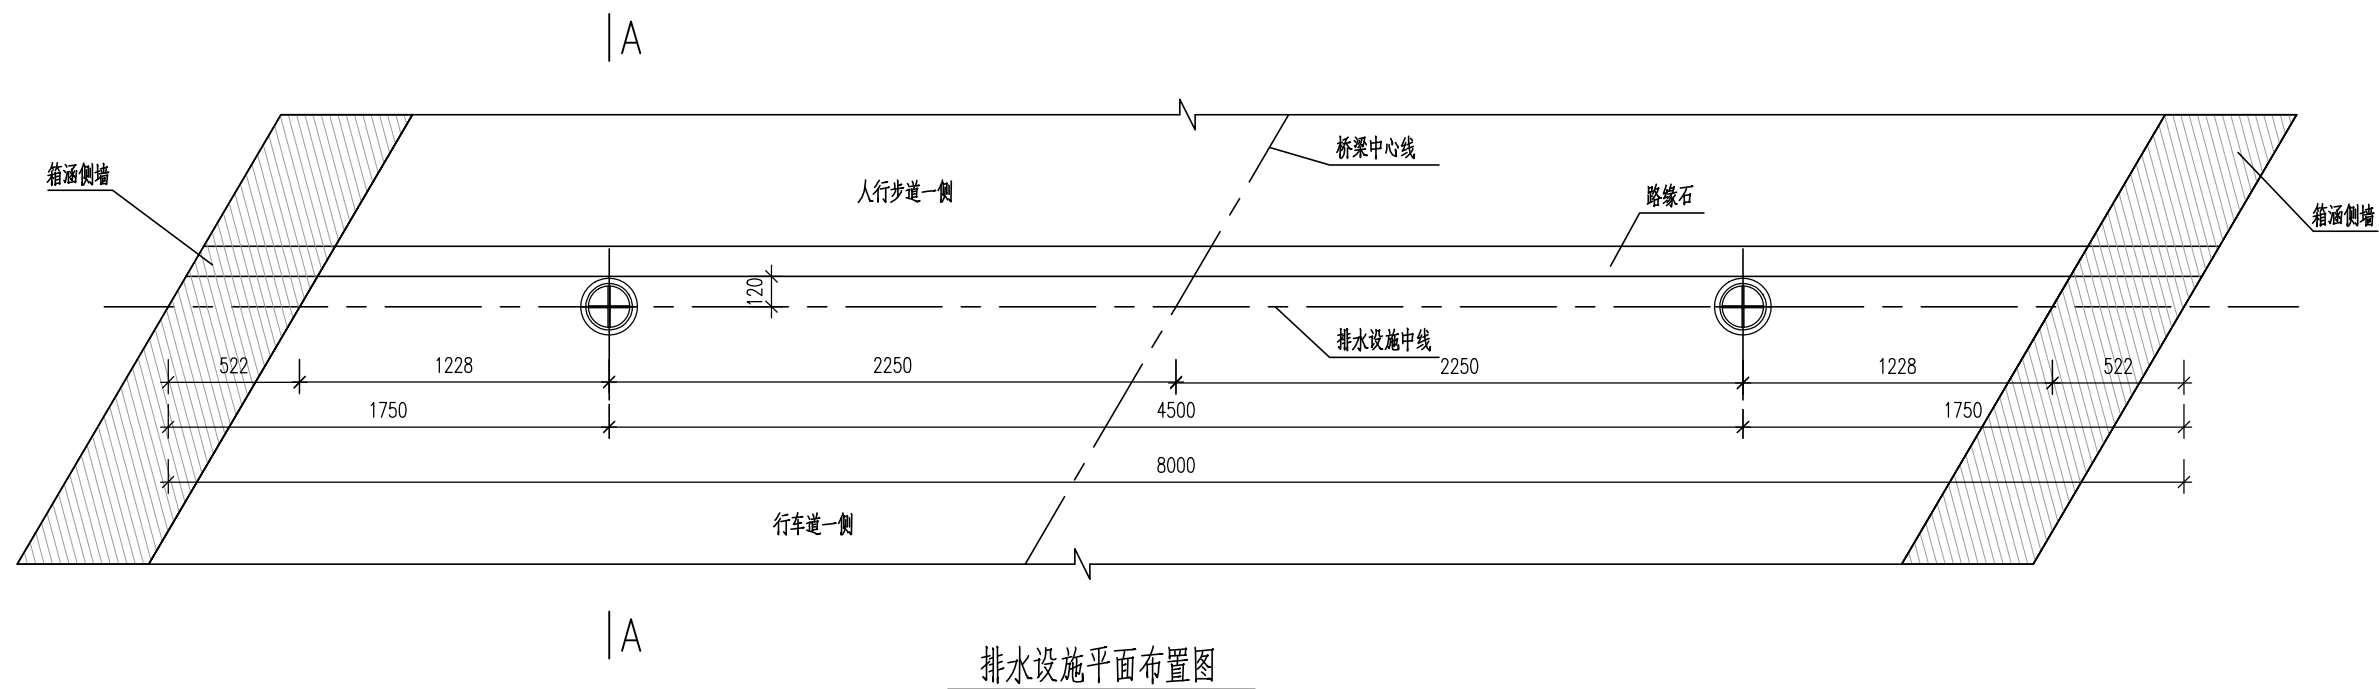 A
桥梁中心线
箱涵侧墙
人行步道一侧
路缘石
箱涵侧墙
120
排水设施中线
522
1228
2250
2250
1228
522
1750
4500
1750
8000
行车道一侧
A
排水设施平面布置图